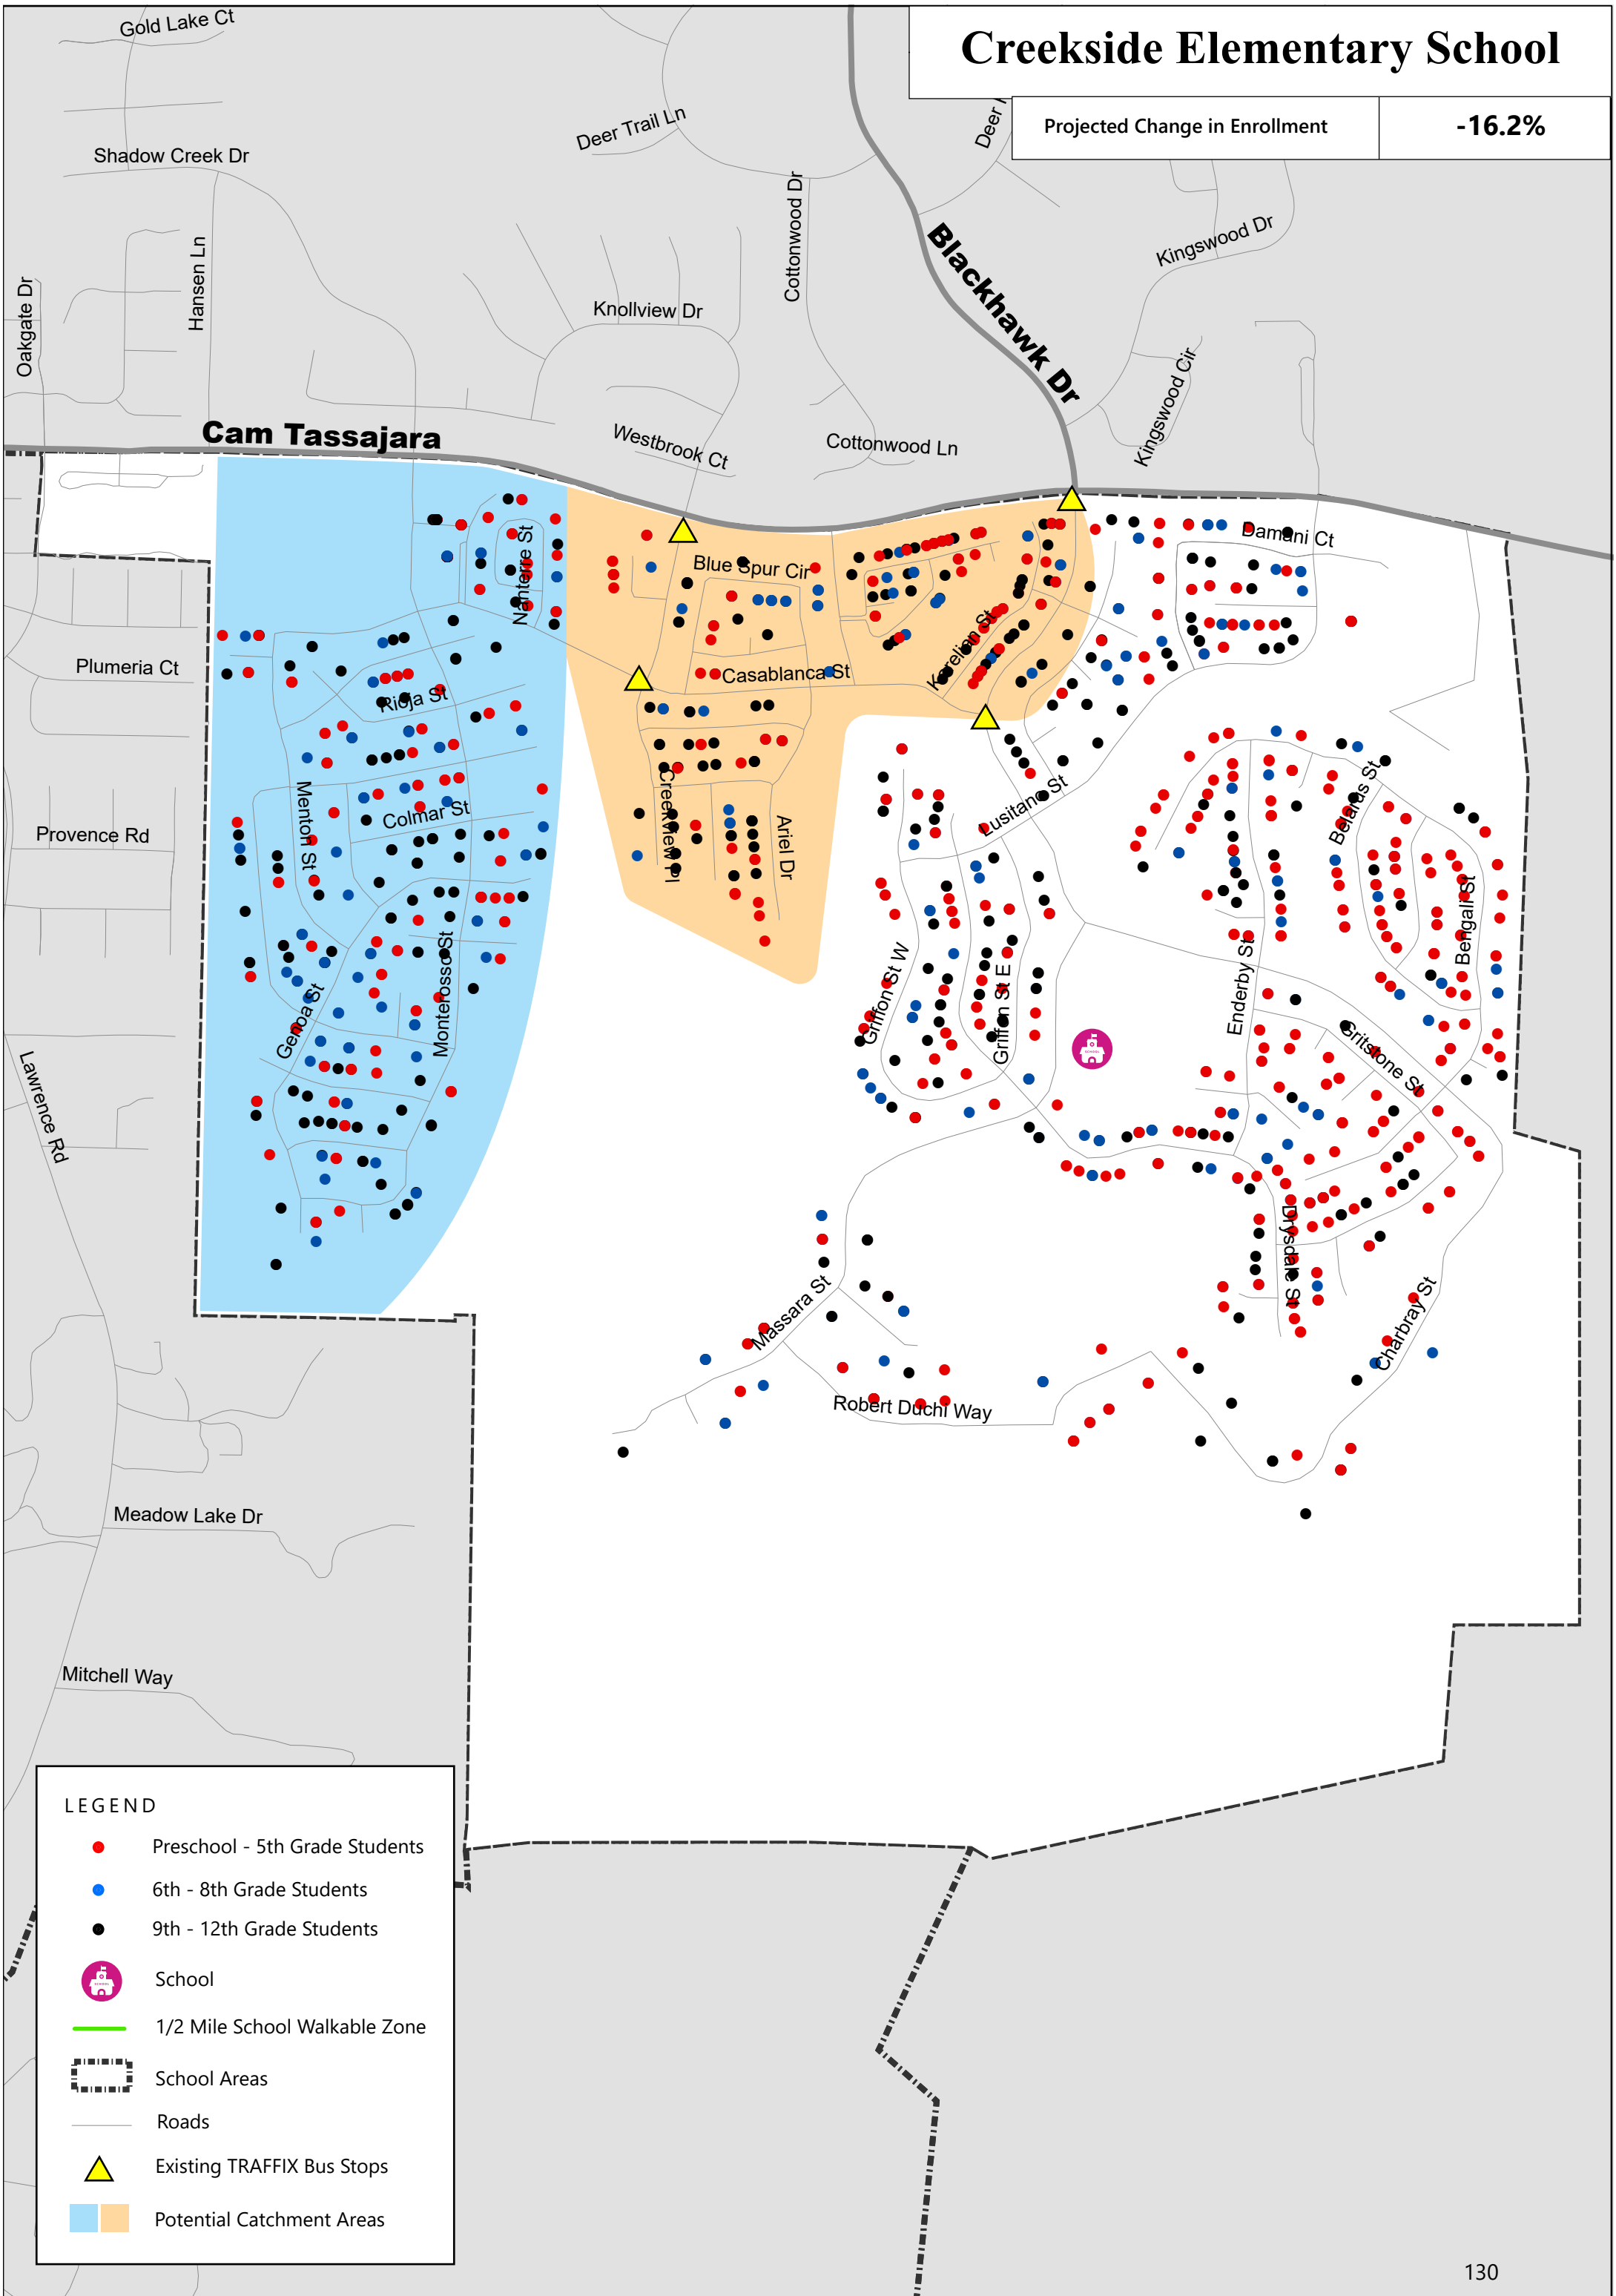 Creekside Elementary School
Projected Change in Enrollment
-16.2%
Gold Lake Ct
Shadow Creek Dr
Deer Trail Ln
Deer
Oakgate Dr
Hansen Ln
Cottonwood Dr
Blackhawk Dr
Kingswood Dr
Knollview Dr
Kingswood Cir
Cam Tassajara
Westbrook Ct
Cottonwood Ln
Damani Ct
Nanterre St
Blue Spur Cir
Plumeria Ct
Casablanca St
Karelian St
Rioja St
Menton St
Colmar St
Creekview Pl
Ariel Dr
Lusitano St
Belarus St
Provence Rd
Bengali St
Monterosso St
Genoa St
Griffon St W
Griffon St E
Enderby St
Gritstone St
Lawrence Rd
Drysdale St
Massara St
Charbray St
Robert Duchi Way
Meadow Lake Dr
Mitchell Way
LEGEND
Preschool - 5th Grade Students
6th - 8th Grade Students
9th - 12th Grade Students
School
1/2 Mile School Walkable Zone
School Areas
Roads
Existing TRAFFIX Bus Stops
Potential Catchment Areas
130